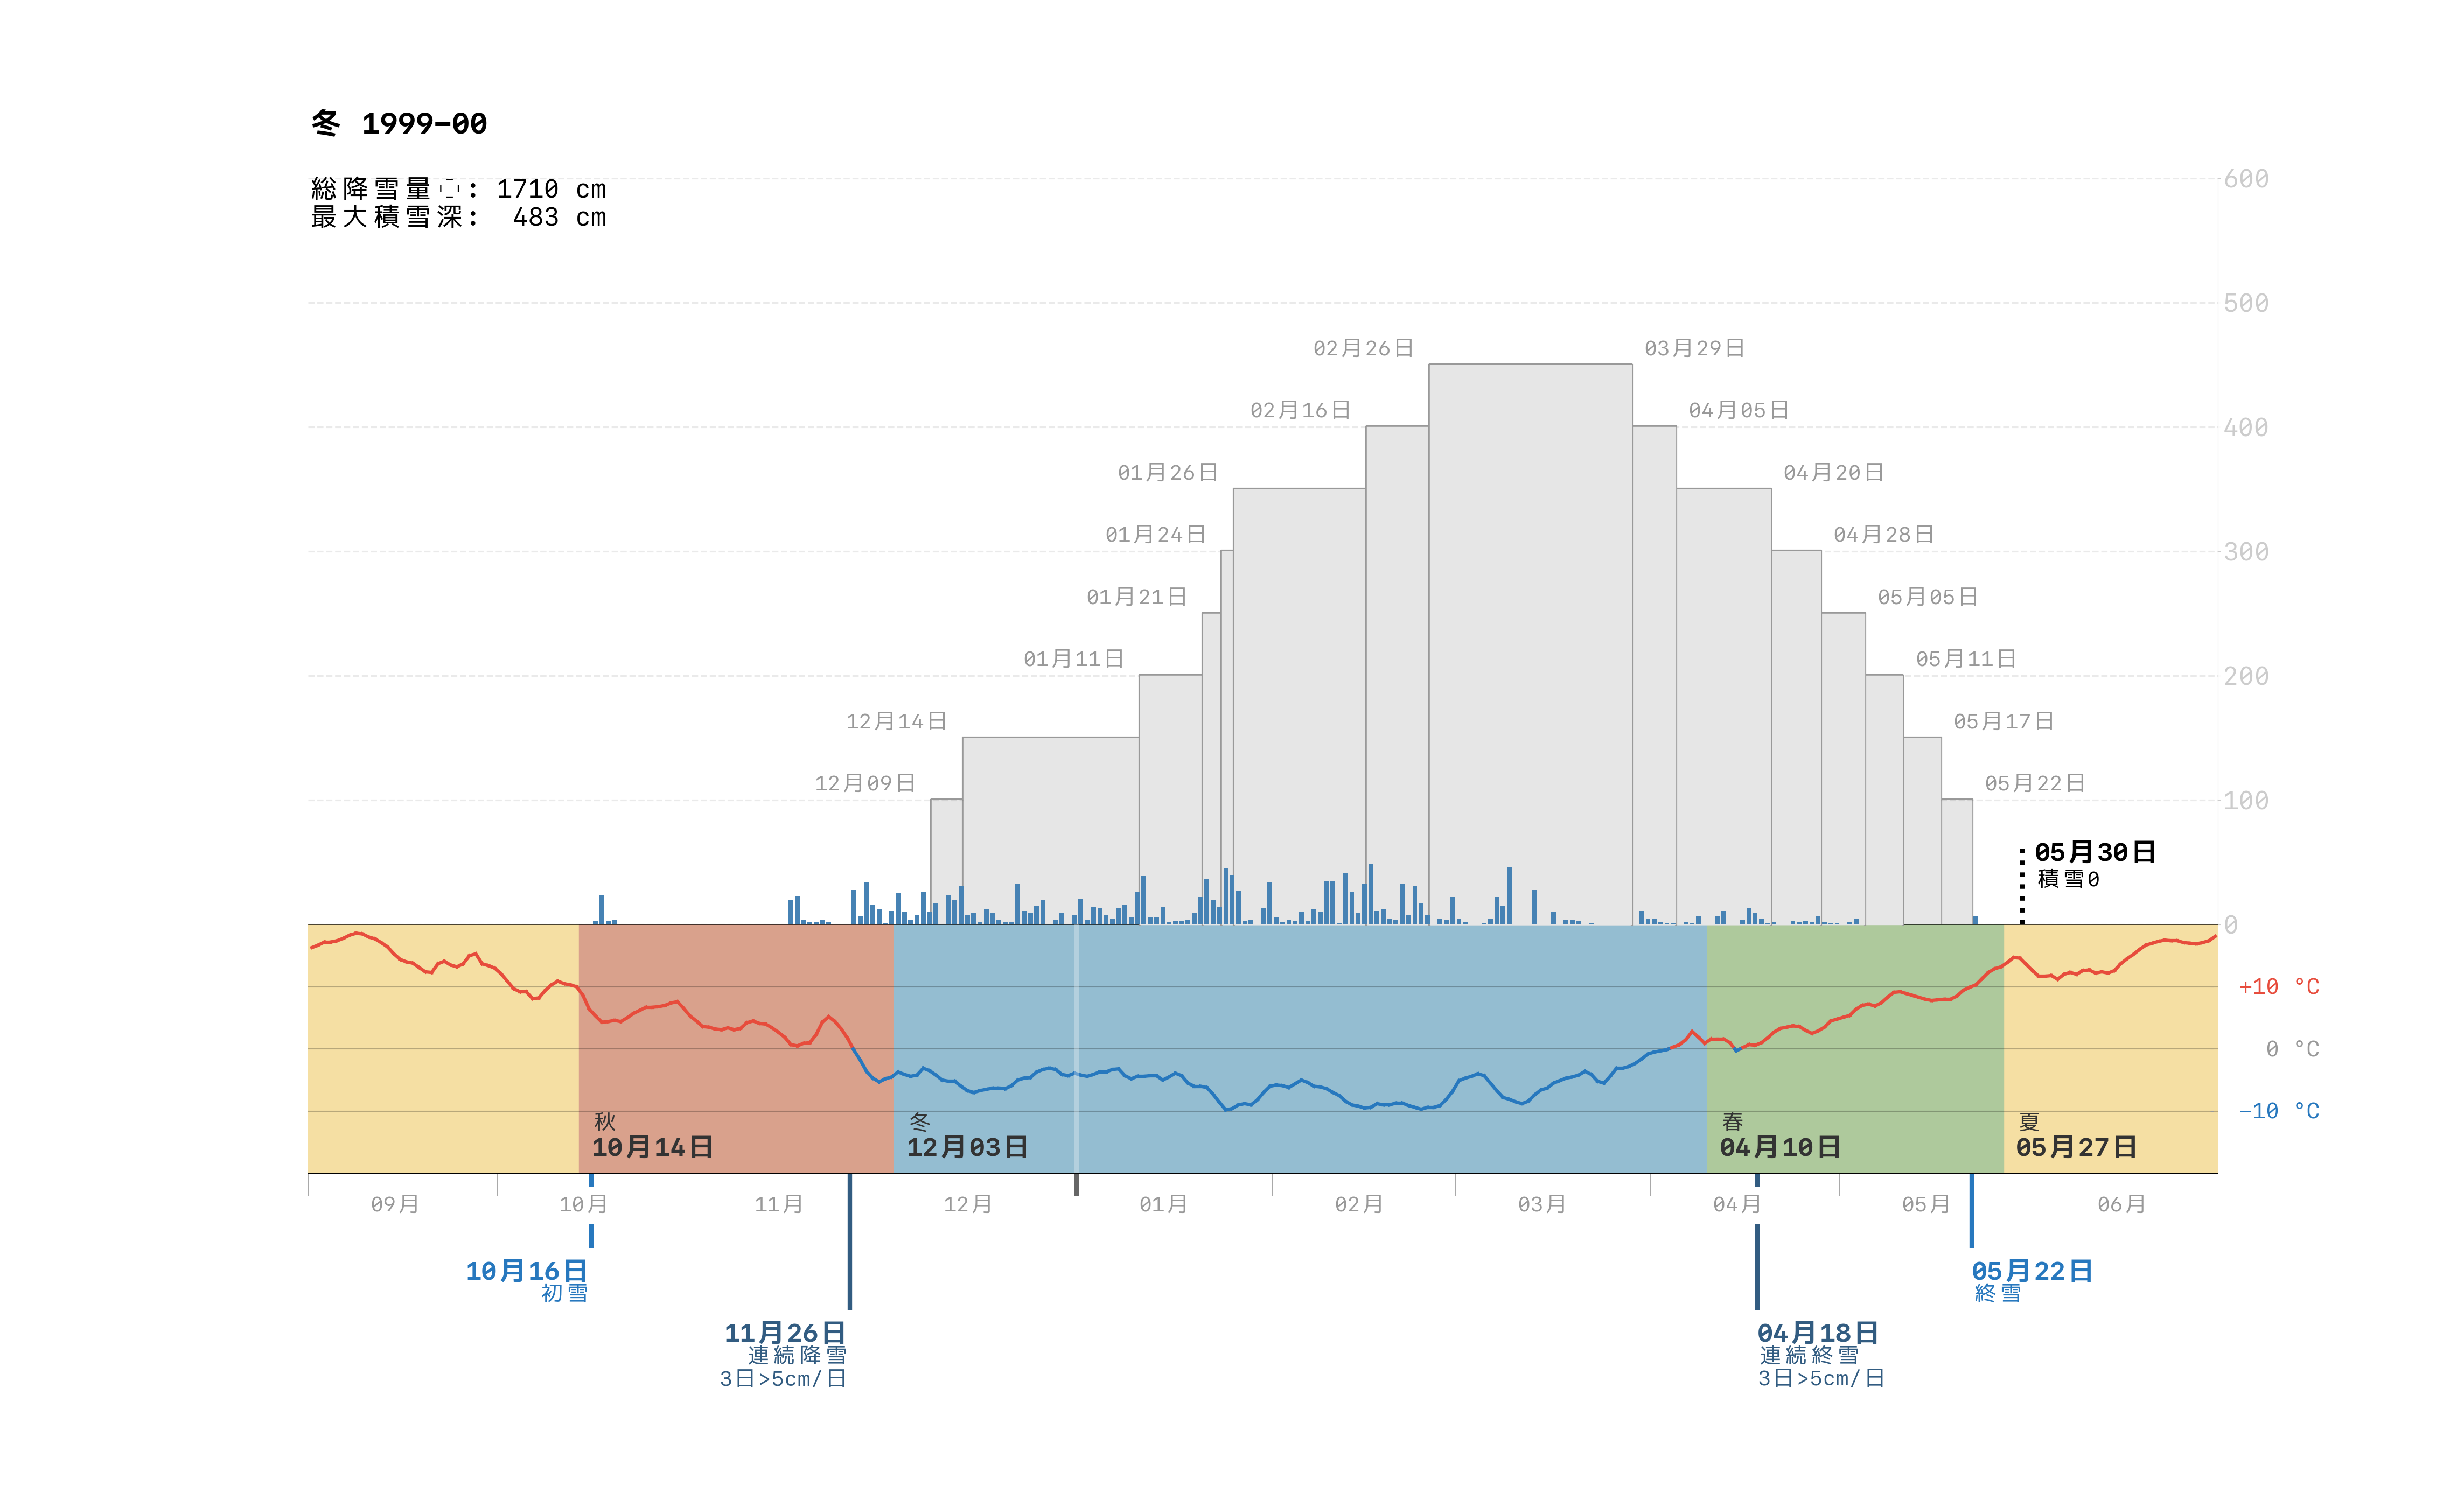 冬 1999–00
総降雪量◌: 1710 cm
最大積雪深: 483 cm
600
500
02月26日 03月29日
02月16日 04月05日
400
01月26日 04月20日
01月24日 04月28日
300
01月21日 05月05日
01月11日 05月11日
200
12月14日 05月17日
12月09日 05月22日
100
05月30日
積雪0
0
+10 °C
0 °C
−10 °C
秋 冬 春 夏
10月14日 12月03日 04月10日 05月27日
09月 10月 11月 12月 01月 02月 03月 04月 05月 06月
10月16日 05月22日
初雪 終雪
11月26日 04月18日
連続降雪 連続終雪
3日>5cm/日 3日>5cm/日